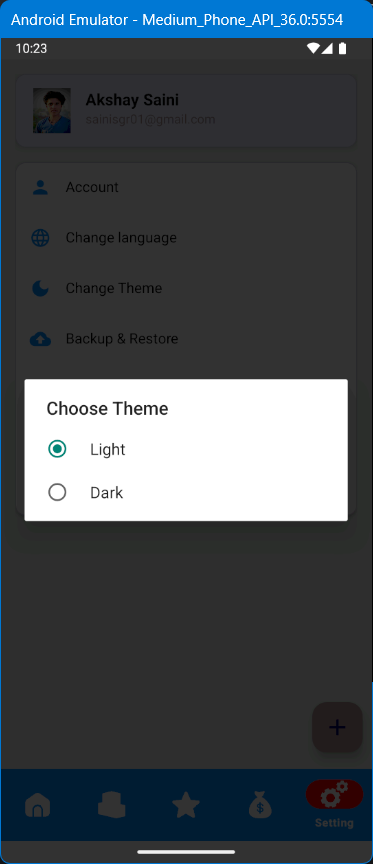 Android Emulator - Medium_Phone_API_36.0:5554
10:23
Akshay Saini
sainisgr01@gmail.com
Account
Change language
Change Theme
Backup & Restore
Choose Theme
Light
Dark
Setting